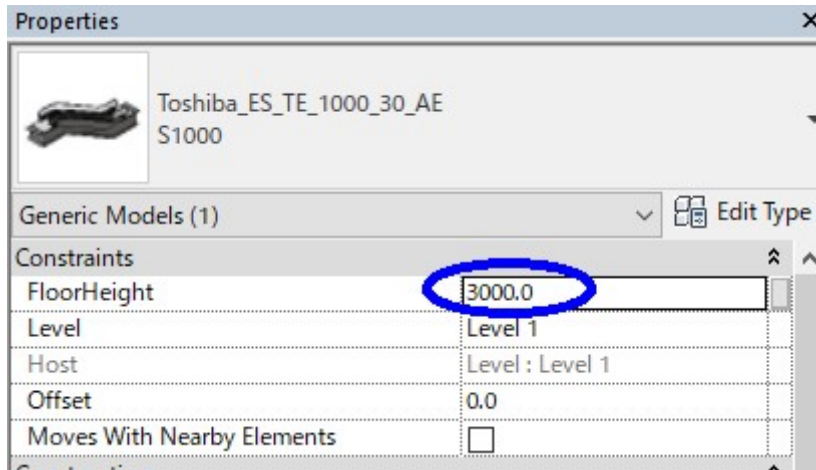 Properties
Toshiba_ES_TE_1000_30_AE
S1000
Generic Models (1) Edit Type
Constraints
FloorHeight 3000.0
Level Level 1
Host Level : Level 1
Offset 0.0
Moves With Nearby Elements